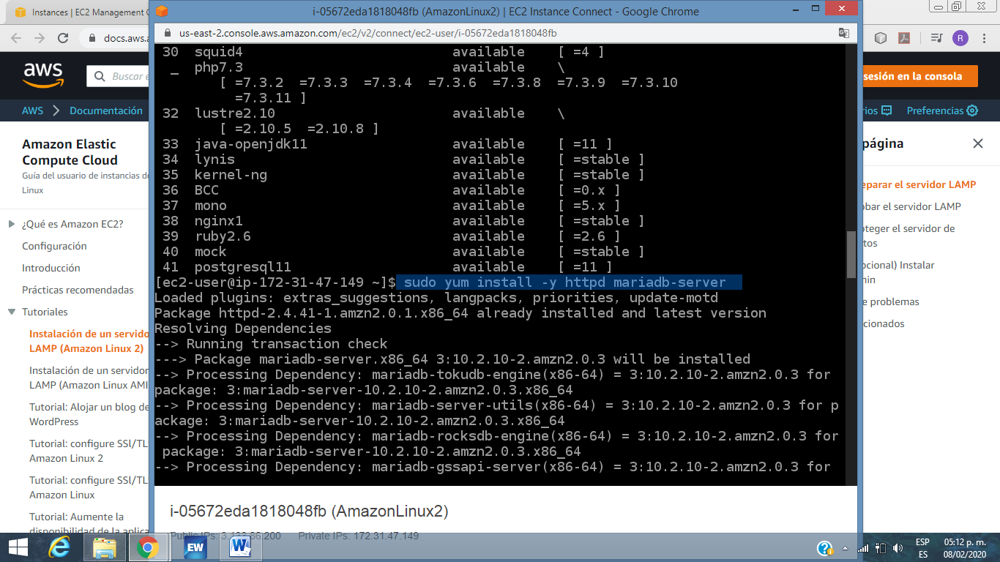 Instances | EC2 Management C
i-05672eda1818048fb (AmazonLinux2) | EC2 Instance Connect - Google Chrome
docs.aws.a
us-east-2.console.aws.amazon.com/ec2/v2/connect/ec2-user/i-05672eda1818048fb
R
aws
Buscar e
sesión en la consola
AWS
Documentación
ios
Preferencias
Amazon Elastic
Compute Cloud
Guía del usuario de instancias de
Linux
¿Qué es Amazon EC2?
Configuración
Introducción
Prácticas recomendadas
Tutoriales
Instalación de un servido
LAMP (Amazon Linux 2)
Instalación de un servidor
LAMP (Amazon Linux AMI
Tutorial: Alojar un blog de
WordPress
Tutorial: configure SSl/TL
Amazon Linux 2
Tutorial: configure SSl/TL
Amazon Linux
Tutorial: Aumente la
disponibilidad de la aplica
30 squid4 available [ =4 ]
_ php7.3 available \
[ =7.3.2 =7.3.3 =7.3.4 =7.3.6 =7.3.8 =7.3.9 =7.3.10
=7.3.11 ]
32 lustre2.10 available \
[ =2.10.5 =2.10.8 ]
33 java-openjdk11 available [ =11 ]
34 lynis available [ =stable ]
35 kernel-ng available [ =stable ]
36 BCC available [ =0.x ]
37 mono available [ =5.x ]
38 nginx1 available [ =stable ]
39 ruby2.6 available [ =2.6 ]
40 mock available [ =stable ]
41 postgresql11 available [ =11 ]
[ec2-user@ip-172-31-47-149 ~]$ sudo yum install -y httpd mariadb-server
Loaded plugins: extras_suggestions, langpacks, priorities, update-motd
Package httpd-2.4.41-1.amzn2.0.1.x86_64 already installed and latest version
Resolving Dependencies
--> Running transaction check
---> Package mariadb-server.x86_64 3:10.2.10-2.amzn2.0.3 will be installed
--> Processing Dependency: mariadb-tokudb-engine(x86-64) = 3:10.2.10-2.amzn2.0.3 for
package: 3:mariadb-server-10.2.10-2.amzn2.0.3.x86_64
--> Processing Dependency: mariadb-server-utils(x86-64) = 3:10.2.10-2.amzn2.0.3 for p
ackage: 3:mariadb-server-10.2.10-2.amzn2.0.3.x86_64
--> Processing Dependency: mariadb-rocksdb-engine(x86-64) = 3:10.2.10-2.amzn2.0.3 for
package: 3:mariadb-server-10.2.10-2.amzn2.0.3.x86_64
--> Processing Dependency: mariadb-gssapi-server(x86-64) = 3:10.2.10-2.amzn2.0.3 for
i-05672eda1818048fb (AmazonLinux2)
Public IPs: 3.133.86.200 Private IPs: 172.31.47.149
página
eparar el servidor LAMP
bar el servidor LAMP
teger el servidor de
tos
pcional) Instalar
min
e problemas
cionados
EW
ESP
ES
05:12 p. m.
08/02/2020